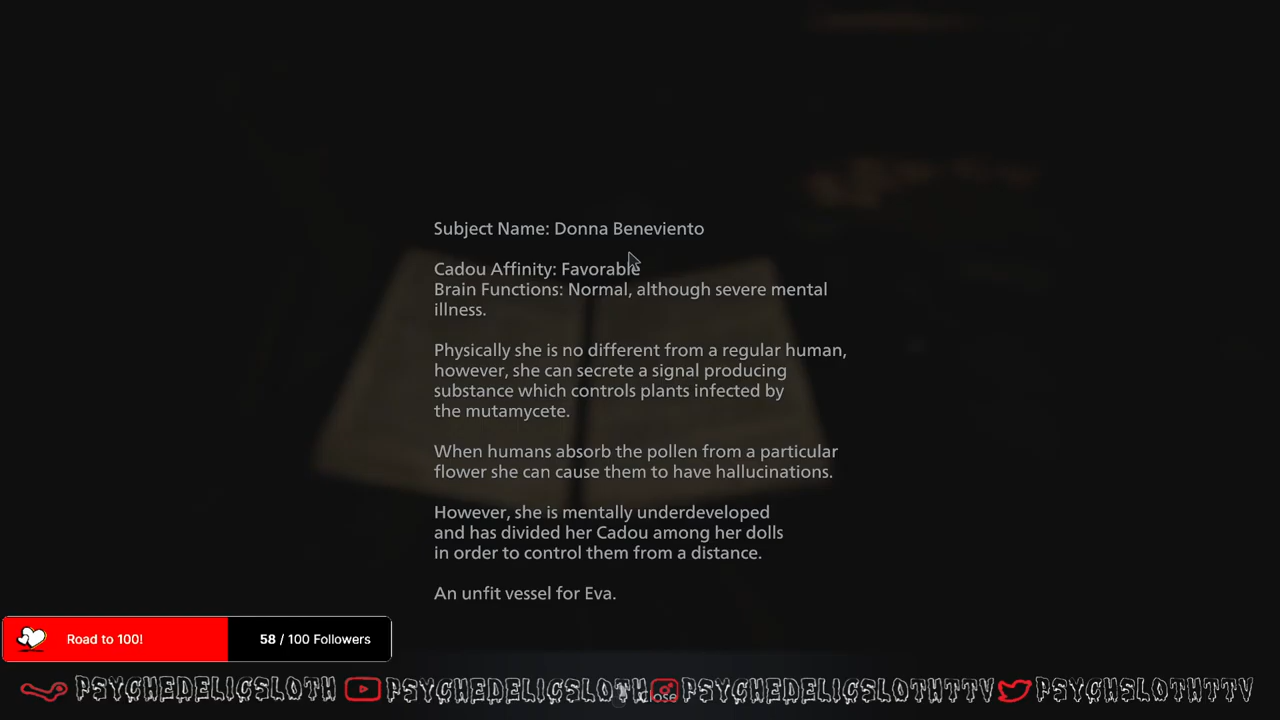 Subject Name: Donna Beneviento
Cadou Affinity: Favorable
Brain Functions: Normal, although severe mental
illness.
Physically she is no different from a regular human,
however, she can secrete a signal producing
substance which controls plants infected by
the mutamycete.
When humans absorb the pollen from a particular
flower she can cause them to have hallucinations.
However, she is mentally underdeveloped
and has divided her Cadou among her dolls
in order to control them from a distance.
An unfit vessel for Eva.
Road to 100!
58 / 100 Followers
PSYCHEDELICSLOTH PSYCHEDELICSLOTH PSYCHEDELICSLOTHTTV PSYCHSLOTHTTV